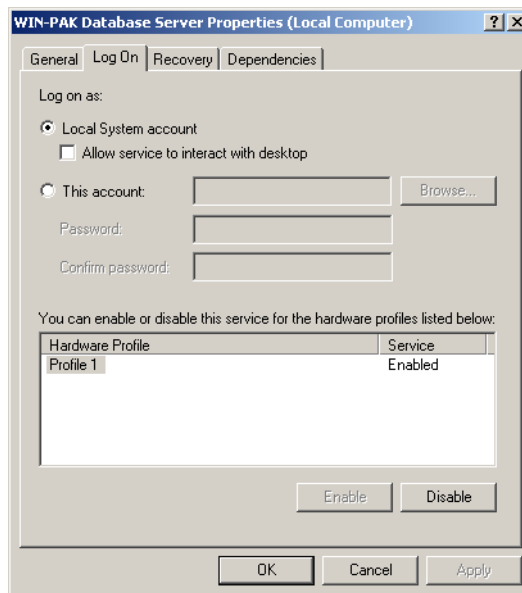 WIN-PAK Database Server Properties (Local Computer)
General Log On Recovery Dependencies
Log on as:
Local System account
Allow service to interact with desktop
This account: Browse...
Password:
Confirm password:
You can enable or disable this service for the hardware profiles listed below:
Hardware Profile Service
Profile 1 Enabled
Enable Disable
OK Cancel Apply